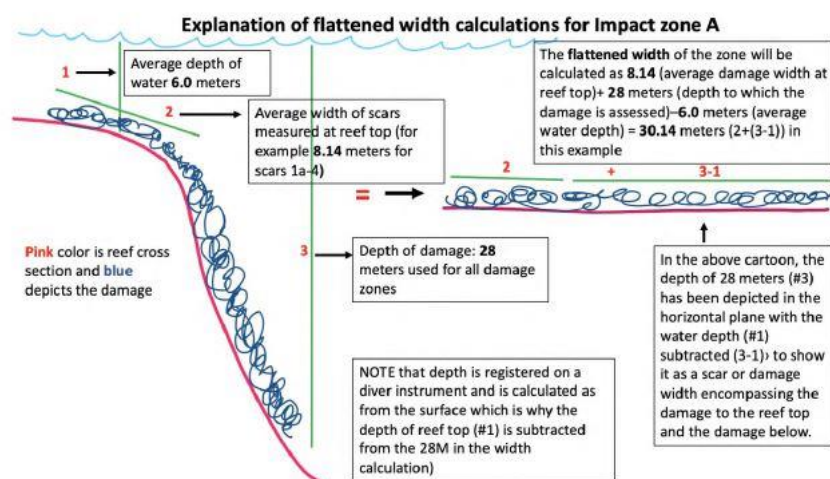 Explanation of flattened width calculations for Impact zone A
1
Average depth of
water 6.0 meters
2
Average width of scars
measured at reef top (for
example 8.14 meters for
scars 1a-4)
The flattened width of the zone will be
calculated as 8.14 (average damage width at
reef top)+ 28 meters (depth to which the
damage is assessed)–6.0 meters (average
water depth) = 30.14 meters (2+(3-1)) in
this example
=
2
+
3-1
Pink color is reef cross
section and blue
depicts the damage
3
Depth of damage: 28
meters used for all damage
zones
In the above cartoon, the
depth of 28 meters (#3)
has been depicted in the
horizontal plane with the
water depth (#1)
subtracted (3-1)› to show
it as a scar or damage
width encompassing the
damage to the reef top
and the damage below.
NOTE that depth is registered on a
diver instrument and is calculated as
from the surface which is why the
depth of reef top (#1) is subtracted
from the 28M in the width
calculation)